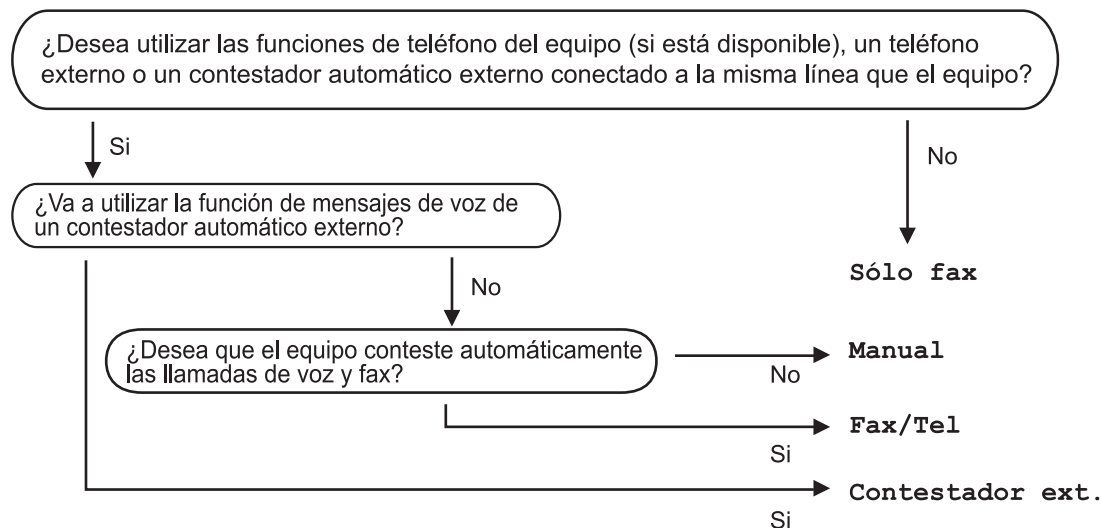 ¿Desea utilizar las funciones de teléfono del equipo (si está disponible), un teléfono
externo o un contestador automático externo conectado a la misma línea que el equipo?
Si
No
¿Va a utilizar la función de mensajes de voz de
un contestador automático externo?
Sólo fax
No
¿Desea que el equipo conteste automáticamente
las llamadas de voz y fax?
No
Manual
Si
Fax/Tel
Si
Contestador ext.